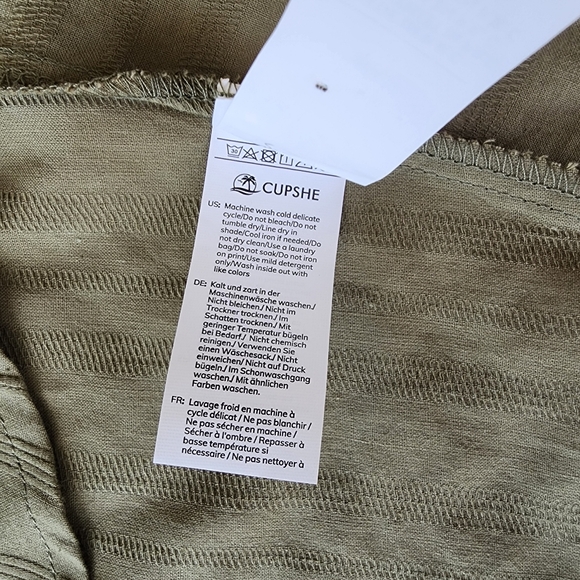 30
CUPSHE
US: Machine wash cold delicate
cycle/Do not bleach/Do not
tumble dry/Line dry in
shade/Cool iron if needed/Do
not dry clean/Use a laundry
bag/Do not soak/Do not iron
on print/Use mild detergent
only/Wash inside out with
like colors
DE: Kalt und zart in der
Maschinenwäsche waschen./
Nicht bleichen./ Nicht im
Trockner trocknen./ Im
Schatten trocknen./ Mit
geringer Temperatur bügeln
bei Bedarf./ Nicht chemisch
reinigen./ Verwenden Sie
einen Wäschesack./ Nicht
einweichen/ Nicht auf Druck
bügeln./ Im Schonwaschgang
waschen./ Mit ähnlichen
Farben waschen.
FR: Lavage froid en machine à
cycle délicat / Ne pas blanchir /
Ne pas sécher en machine /
Sécher à l'ombre / Repasser à
basse température si
nécessaire / Ne pas nettoyer à